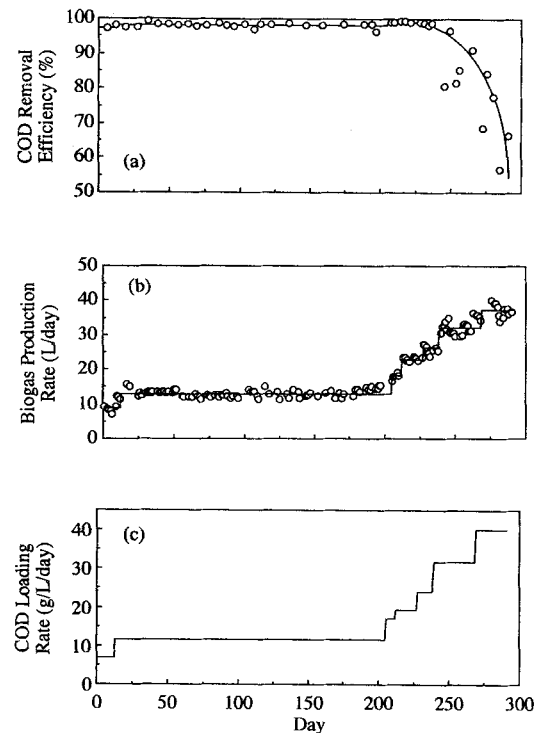 COD Removal
Efficiency (%)
100
90
80
70
60
50
(a)
Biogas Production
Rate (L/day)
50
40
30
20
10
0
(b)
COD Loading
Rate (g/L/day)
40
30
20
10
0
(c)
0 50 100 150 200 250 300
Day